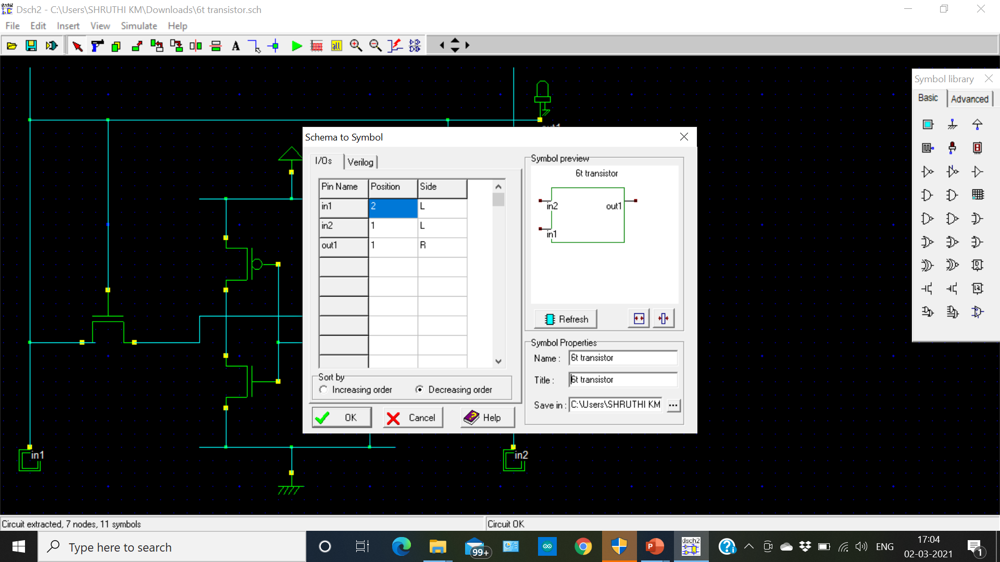 Dsch2 - C:\Users\SHRUTHI KM\Downloads\6t transistor.sch
File Edit Insert View Simulate Help
A
all
Symbol library
Basic Advanced
Schema to Symbol
I/Os Verilog
Pin Name Position Side
in1 2 L
in2 1 L
out1 1 R
Sort by
Increasing order Decreasing order
OK Cancel Help
Symbol preview
6t transistor
in2 out1
in1
Refresh
Symbol Properties
Name : 6t transistor
Title : 6t transistor
Save in : C:\Users\SHRUTHI KM ...
in1
in2
Circuit extracted, 7 nodes, 11 symbols
Circuit OK
Type here to search
99+
P
dsch2
ENG
17:04
02-03-2021
1